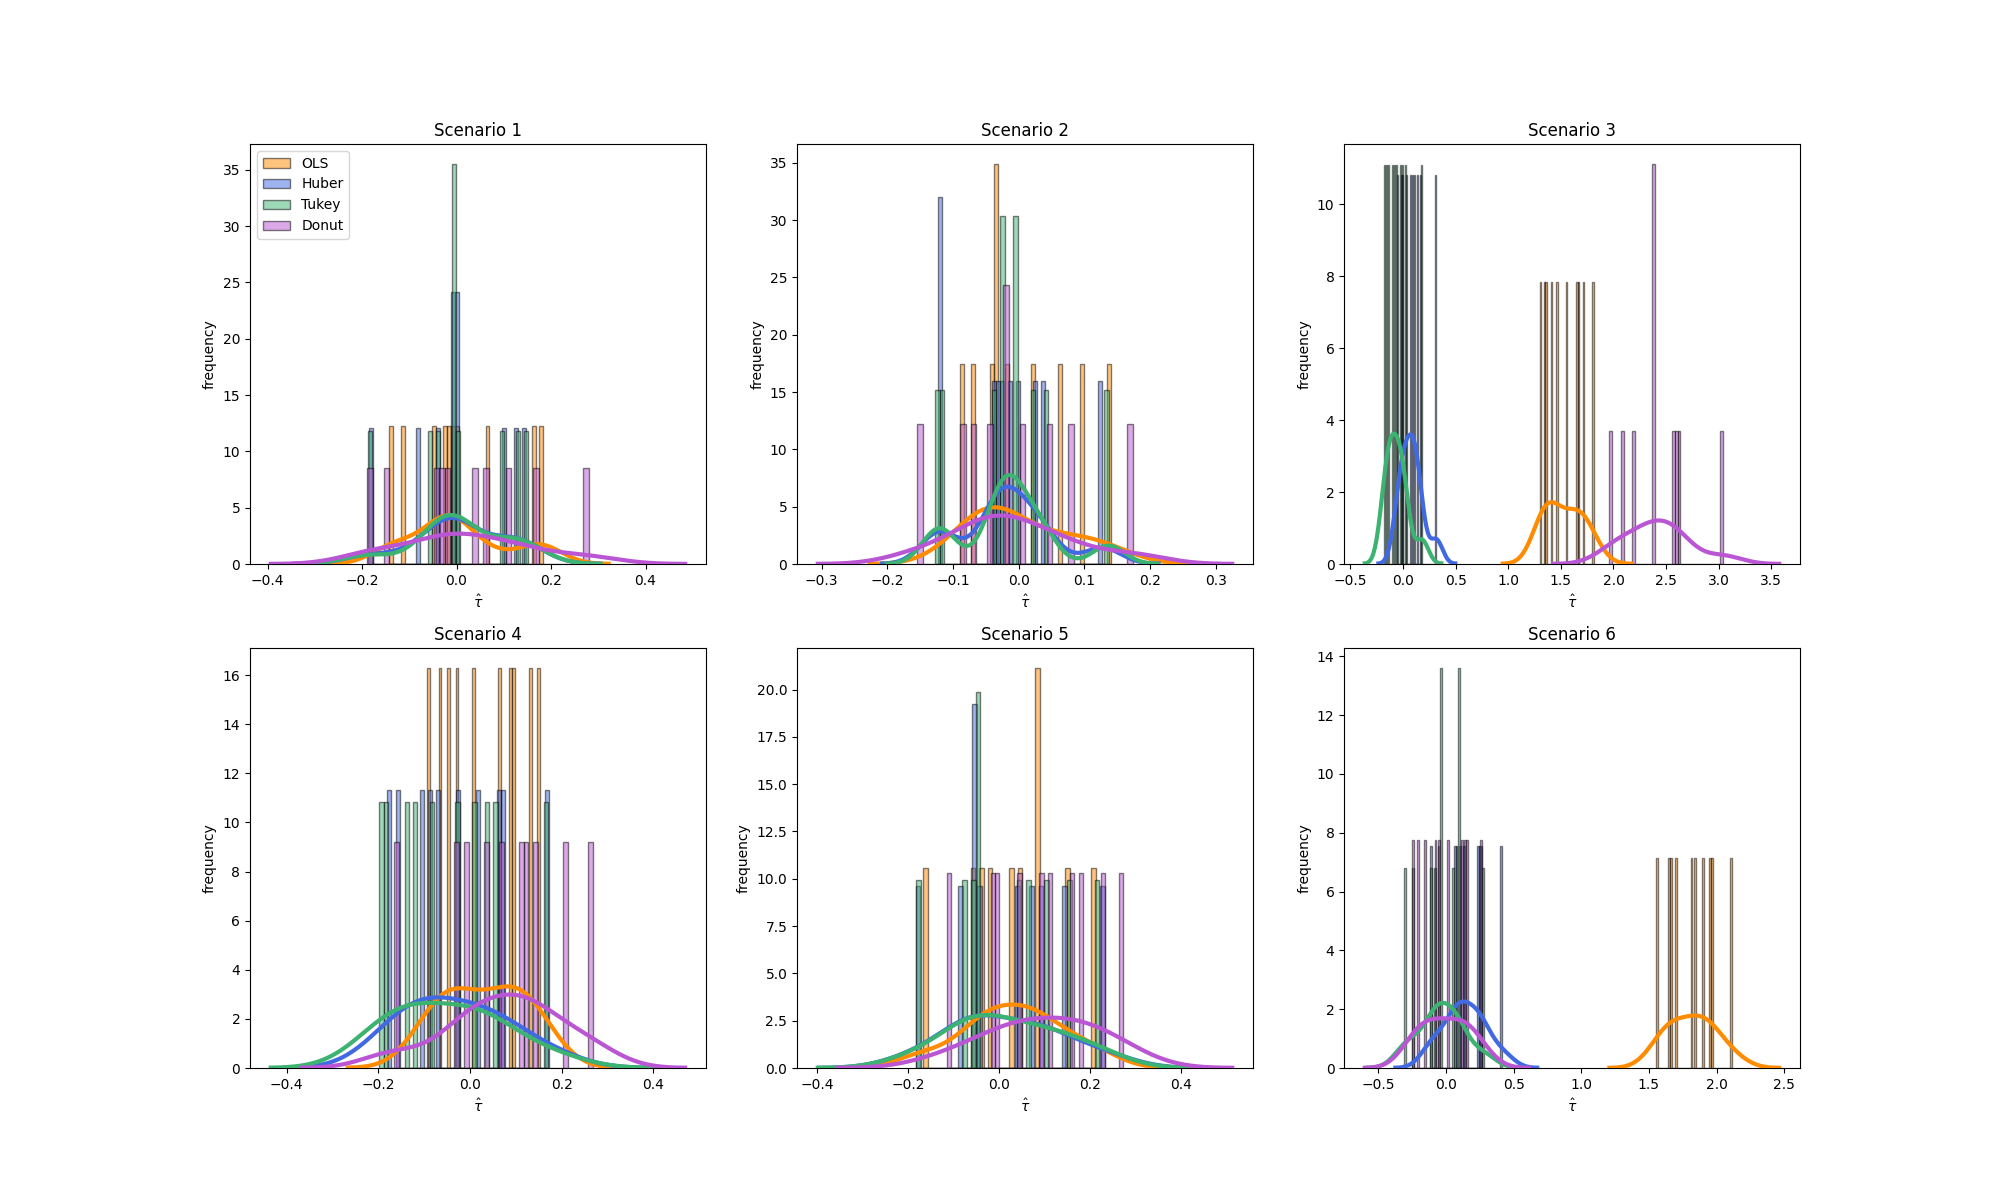 Scenario 1
35
30
25
20
15
10
5
0
frequency
OLS
Huber
Tukey
Donut
−0.4 −0.2 0.0 0.2 0.4
τ̂
Scenario 2
35
30
25
20
15
10
5
0
frequency
−0.3 −0.2 −0.1 0.0 0.1 0.2 0.3
τ̂
Scenario 3
10
8
6
4
2
0
frequency
−0.5 0.0 0.5 1.0 1.5 2.0 2.5 3.0 3.5
τ̂
Scenario 4
16
14
12
10
8
6
4
2
0
frequency
−0.4 −0.2 0.0 0.2 0.4
τ̂
Scenario 5
20.0
17.5
15.0
12.5
10.0
7.5
5.0
2.5
0.0
frequency
−0.4 −0.2 0.0 0.2 0.4
τ̂
Scenario 6
14
12
10
8
6
4
2
0
frequency
−0.5 0.0 0.5 1.0 1.5 2.0 2.5
τ̂